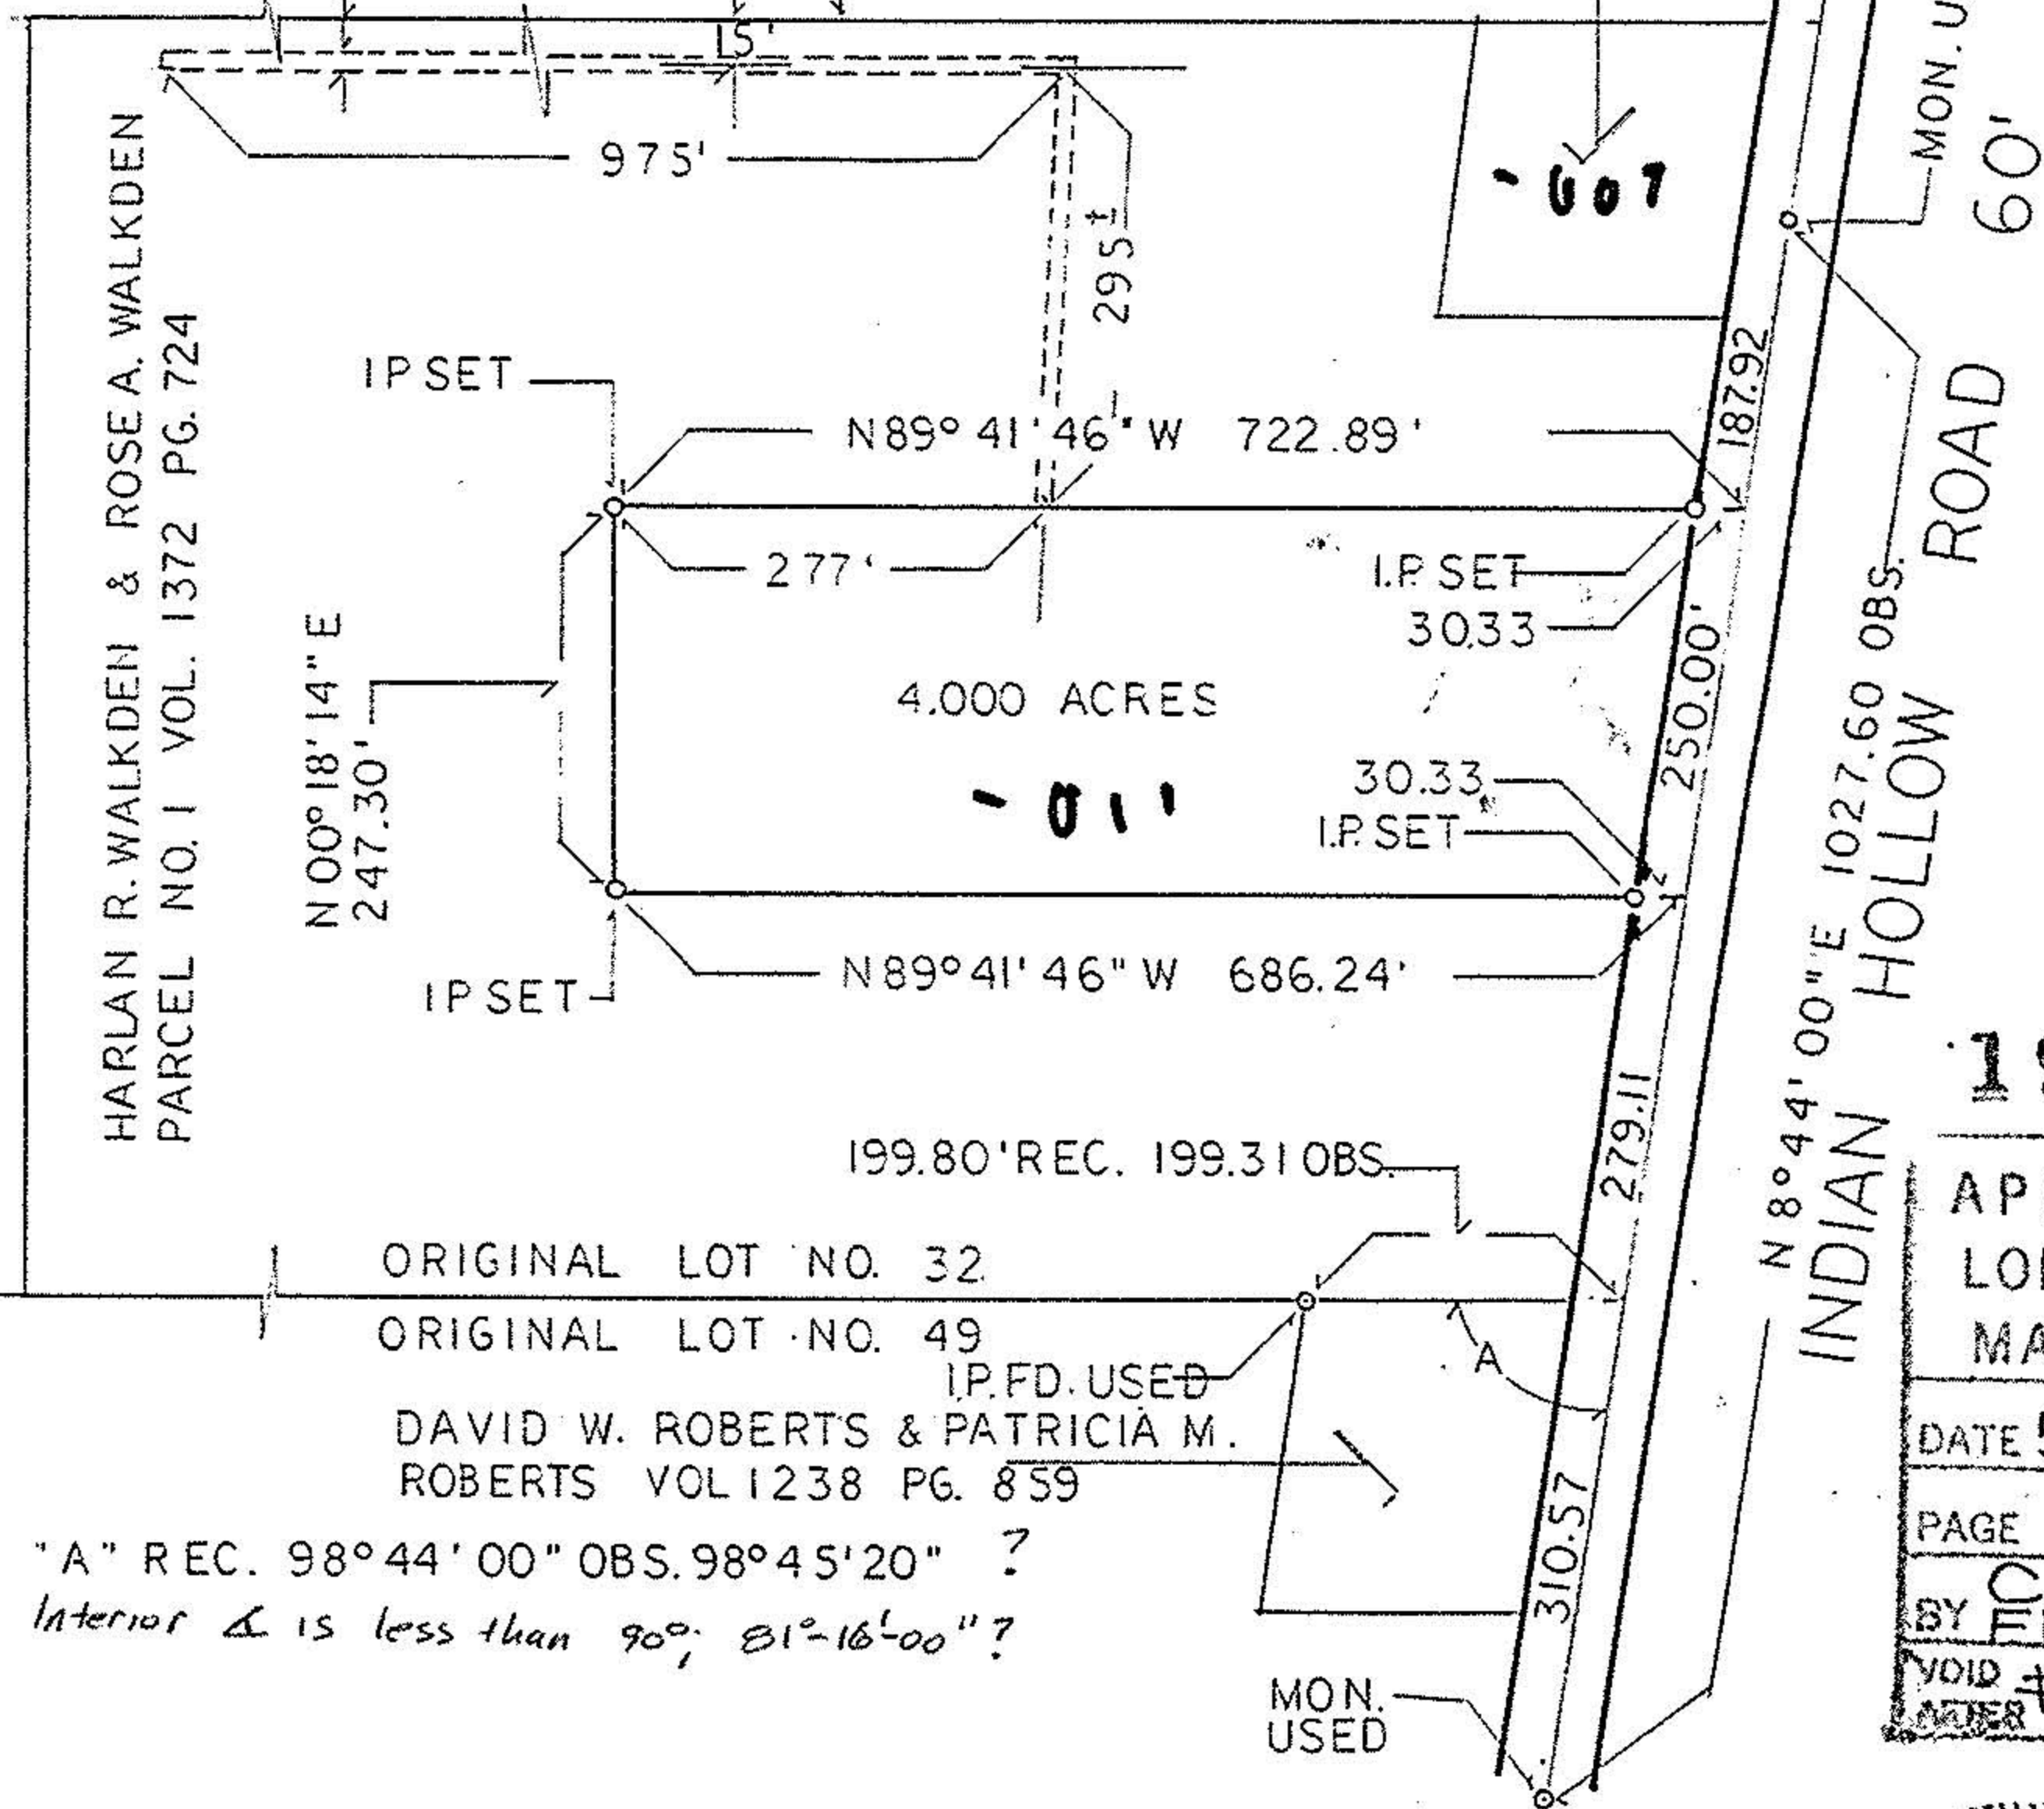 15'
975'
295±
-007
MON. U
60'
187.92
HARLAN R. WALKDEN & ROSE A. WALKDEN
PARCEL NO. 1 VOL. 1372 PG. 724
I P SET
N 89° 41' 46" W 722.89'
277'
I.P. SET
30.33
N 00° 18' 14" E
247.30'
4.000 ACRES
-011
250.00'
30.33
I.P. SET
I P SET
N 89° 41' 46" W 686.24'
N 8° 44' 00" E 1027.60 OBS.
INDIAN HOLLOW ROAD
279.11
199.80' REC. 199.31 OBS.
ORIGINAL LOT NO. 32
ORIGINAL LOT NO. 49
A
I.P. FD. USED
DAVID W. ROBERTS & PATRICIA M.
ROBERTS VOL 1238 PG. 859
310.57
"A" REC. 98° 44' 00" OBS. 98° 45' 20" ?
Interior ∡ is less than 90°; 81°-16'-00"?
MON.
USED
AP
LO
MA
DATE 5
PAGE
BY
VOID
AFTER